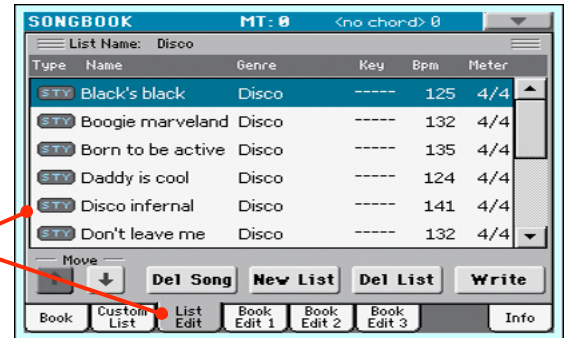 SONGBOOK MT: 0 <no chord> 0
List Name: Disco
Type Name Genre Key Bpm Meter
STY Black's black Disco ----- 125 4/4
STY Boogie marveland Disco ----- 132 4/4
STY Born to be active Disco ----- 135 4/4
STY Daddy is cool Disco ----- 124 4/4
STY Disco infernal Disco ----- 141 4/4
STY Don't leave me Disco ----- 132 4/4
Move
Del Song New List Del List Write
Book Custom List List Edit Book Edit 1 Book Edit 2 Book Edit 3 Info